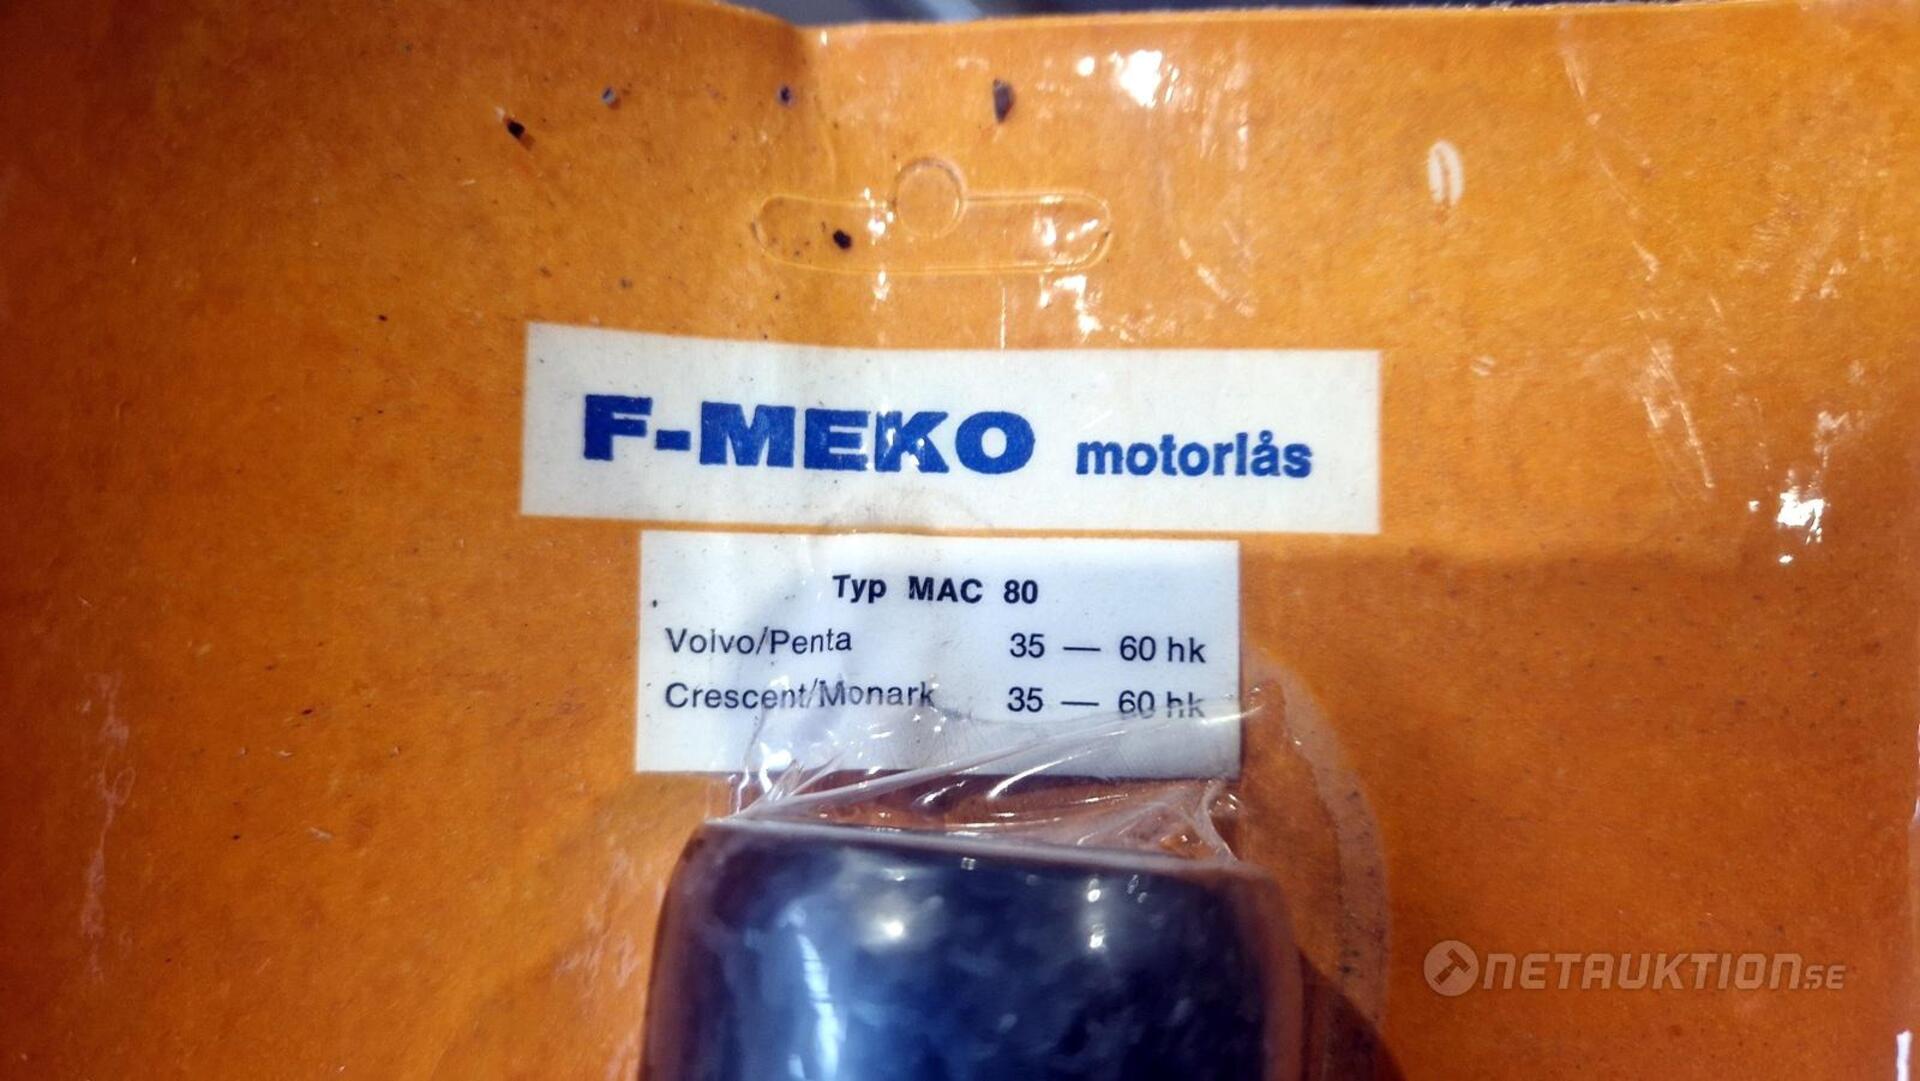 F-MEKO motorlås
Typ MAC 80
Volvo/Penta 35 — 60 hk
Crescent/Monark 35 — 60 hk
NETAUKTION.SE